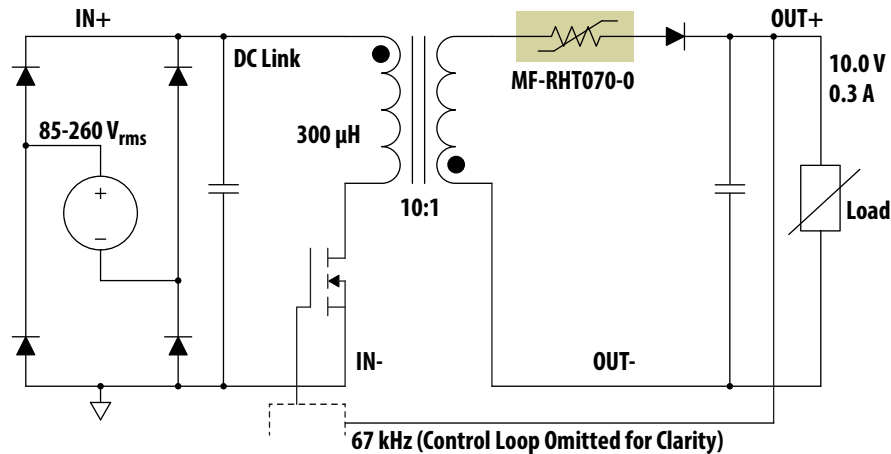 IN+
OUT+
DC Link
10.0 V
0.3 A
MF-RHT070-0
85-260 Vrms
300 µH
+
–
10:1
Load
IN-
OUT-
67 kHz (Control Loop Omitted for Clarity)